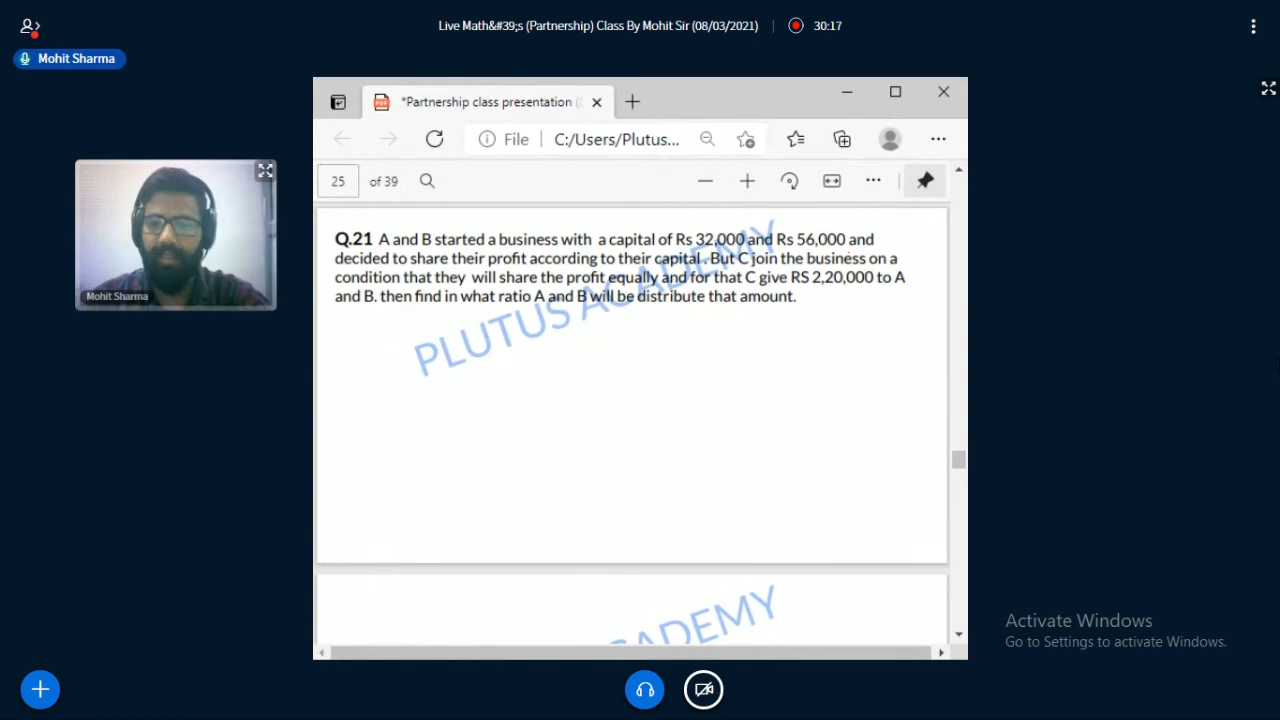 Live Math&#39;s (Partnership) Class By Mohit Sir (08/03/2021)
30:17
Mohit Sharma
*Partnership class presentation (
File
C:/Users/Plutus...
25 of 39
Mohit Sharma
Q.21 A and B started a business with a capital of Rs 32,000 and Rs 56,000 and
decided to share their profit according to their capital . But C join the business on a
condition that they will share the profit equally and for that C give RS 2,20,000 to A
and B. then find in what ratio A and B will be distribute that amount.
PLUTUS ACADEMY
ACADEMY
Activate Windows
Go to Settings to activate Windows.